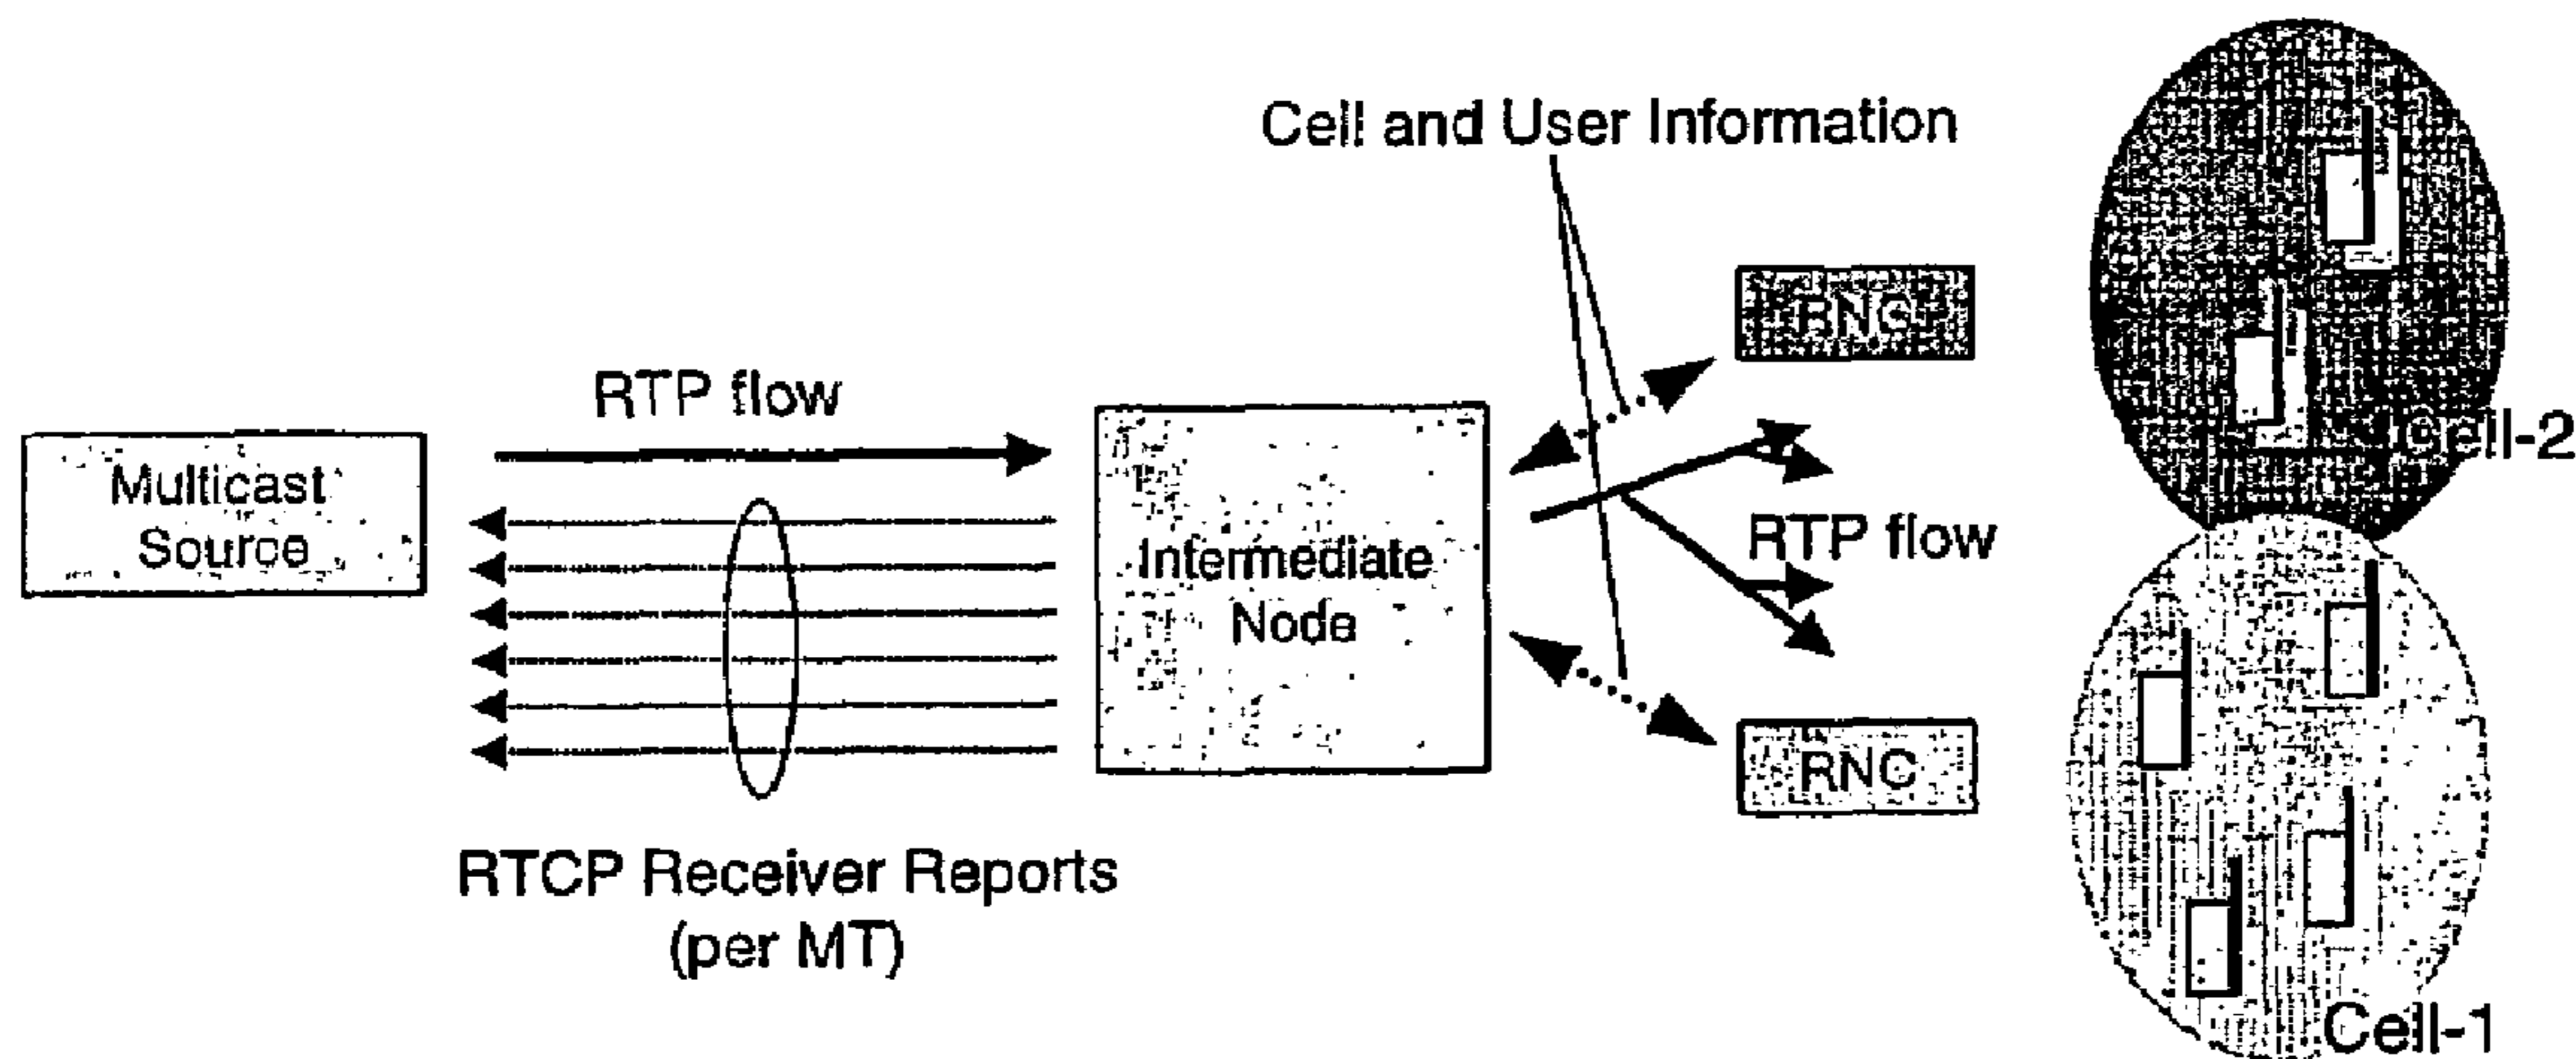 Cell and User Information
RNC
RTP flow
Multicast
Source
Cell-2
Intermediate
Node
RTP flow
RNC
RTCP Receiver Reports
(per MT)
Cell-1